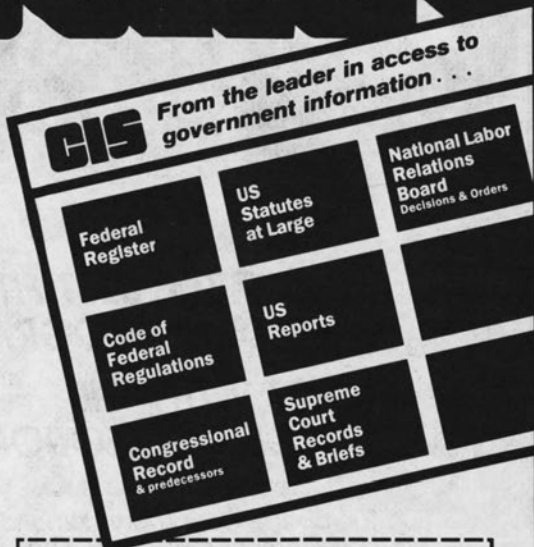 CIS
From the leader in access to
government information...
Federal
Register
US
Statutes
at Large
National Labor
Relations
Board
Decisions & Orders
Code of
Federal
Regulations
US
Reports
Congressional
Record
& predecessors
Supreme
Court
Records
& Briefs